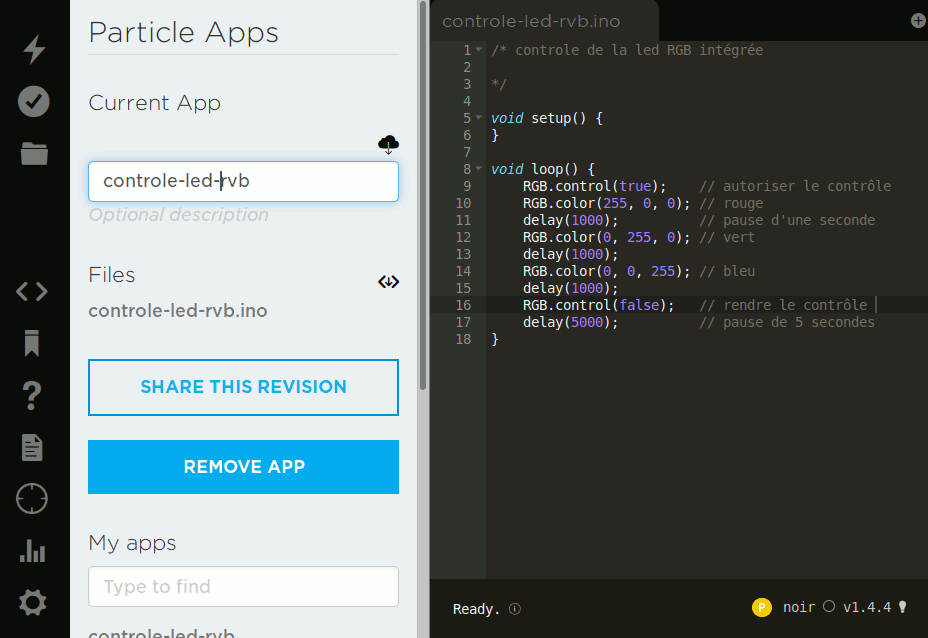 Particle Apps
Current App
controle-led-rvb
Optional description
Files
controle-led-rvb.ino
SHARE THIS REVISION
REMOVE APP
My apps
Type to find
controle-led-rvb
controle-led-rvb.ino
1 /* controle de la led RGB intégrée
2
3 */
4
5 void setup() {
6 }
7
8 void loop() {
9 RGB.control(true); // autoriser le contrôle
10 RGB.color(255, 0, 0); // rouge
11 delay(1000); // pause d'une seconde
12 RGB.color(0, 255, 0); // vert
13 delay(1000);
14 RGB.color(0, 0, 255); // bleu
15 delay(1000);
16 RGB.control(false); // rendre le contrôle
17 delay(5000); // pause de 5 secondes
18 }
Ready.
P noir v1.4.4